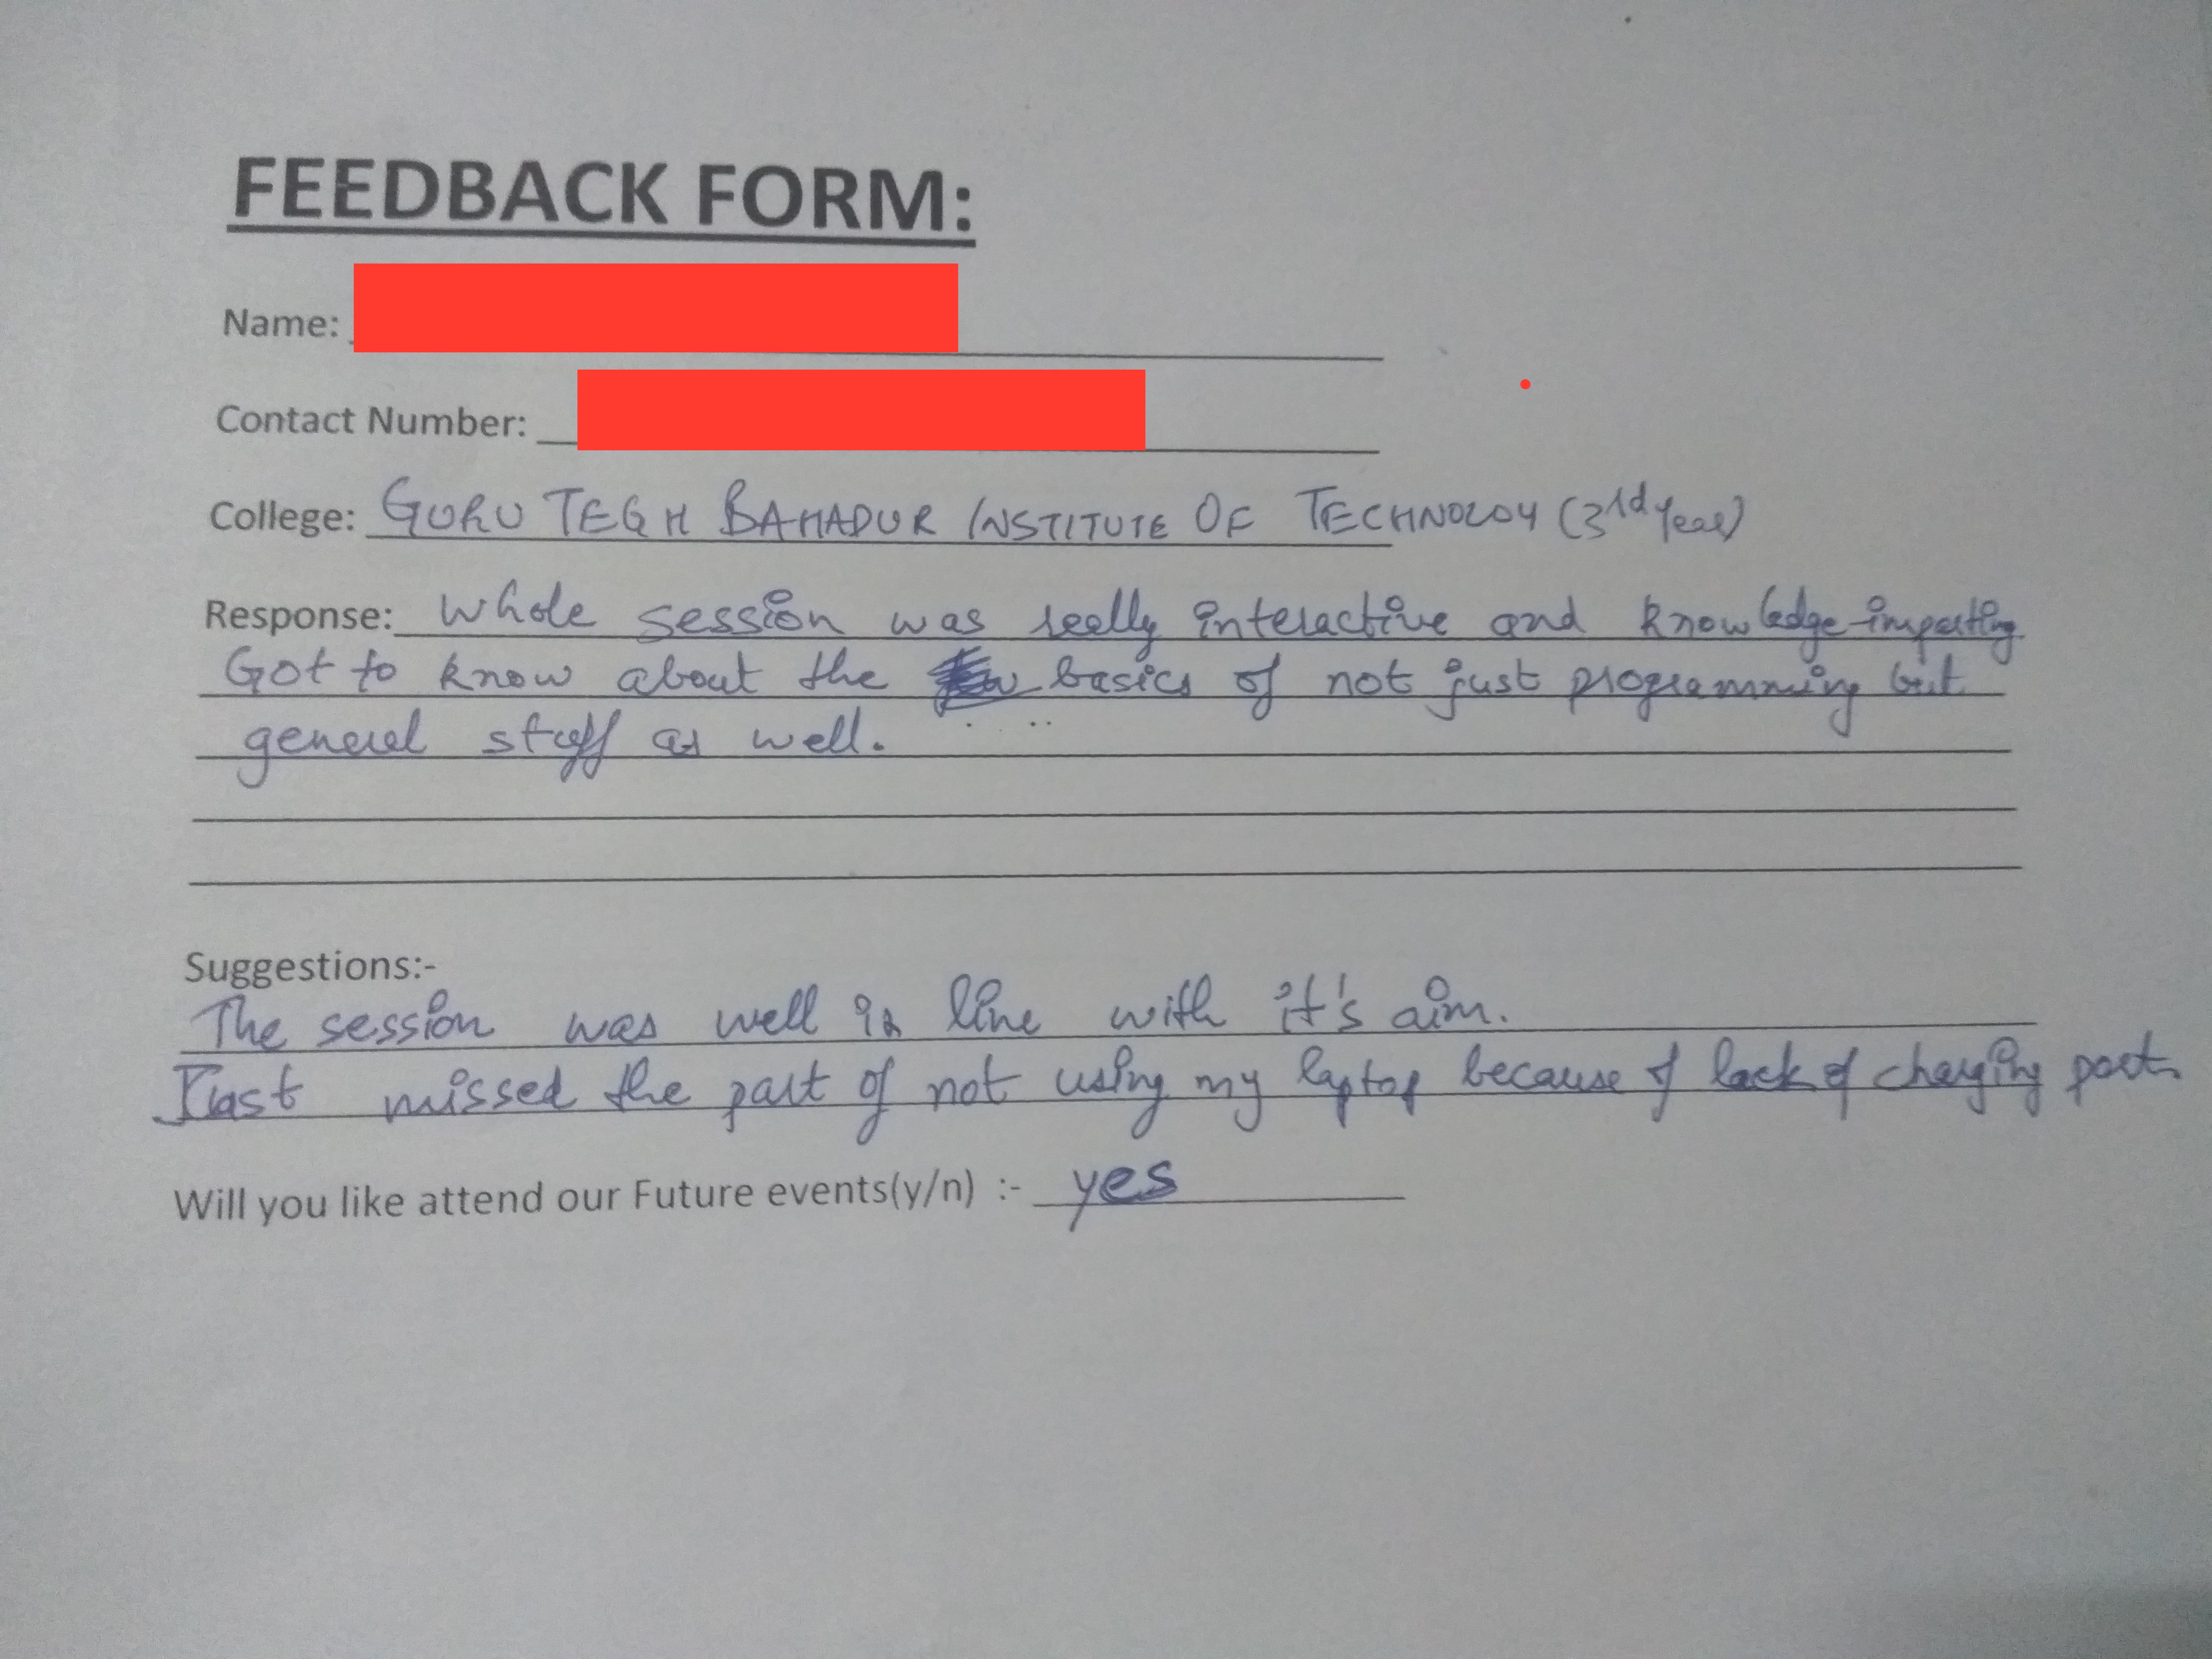 FEEDBACK FORM:
Name:
Contact Number:
College: GURU TEGH BAHADUR INSTITUTE OF TECHNOLOY (3rd Year)
Response: Whole session was really interactive and knowledge-imparting
Got to know about the basics of not just programming but
general stuff as well.
Suggestions:-
The session was well in line with it's aim.
Just missed the part of not using my laptop because of lack of charging port.
Will you like attend our Future events(y/n) :- yes